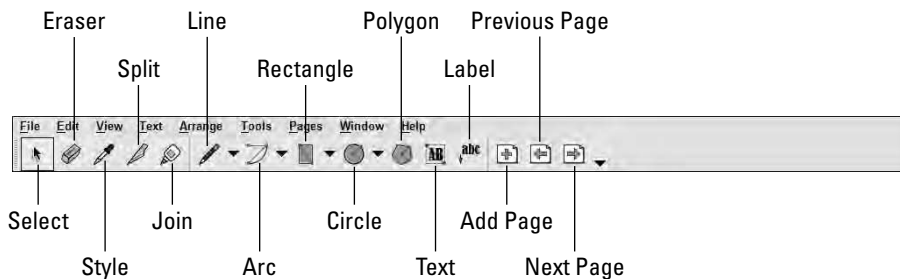 Eraser Line Polygon Previous Page
Split Rectangle Label
File Edit View Text Arrange Tools Pages Window Help
AB abc
Select Join Circle Add Page
Style Arc Text Next Page